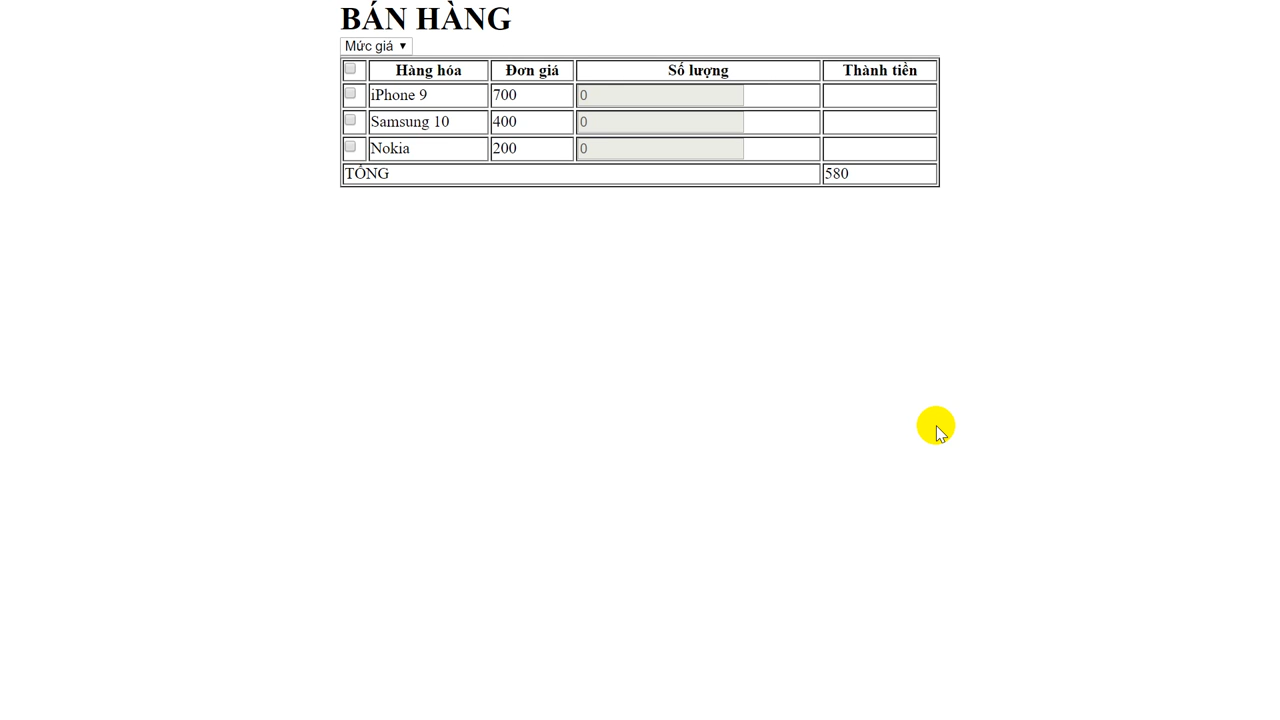 BÁN HÀNG
Mức giá
Hàng hóa Đơn giá Số lượng Thành tiền
iPhone 9 700 0
Samsung 10 400 0
Nokia 200 0
TỔNG 580